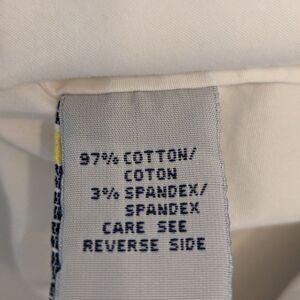 97% COTTON/
COTON
3% SPANDEX/
SPANDEX
CARE SEE
REVERSE SIDE